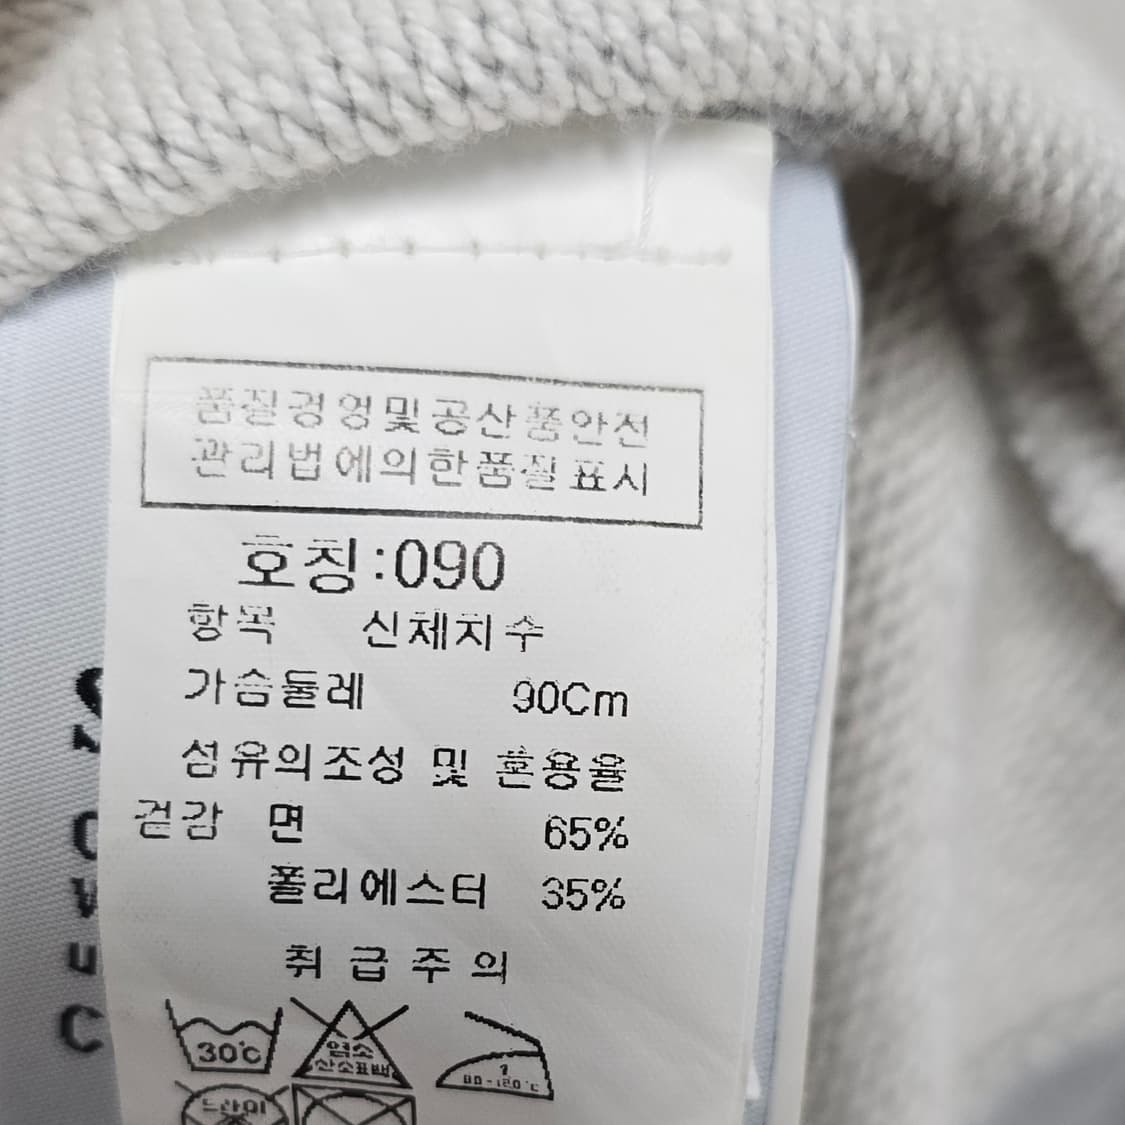 품질경영및공산품안전
관리법에의한품질표시
호칭:090
항목 신체치수
가슴둘레 90Cm
섬유의조성 및 혼용율
겉감 면 65%
폴리에스터 35%
취급주의
30℃
염소
산소표백
80-120℃
드라이